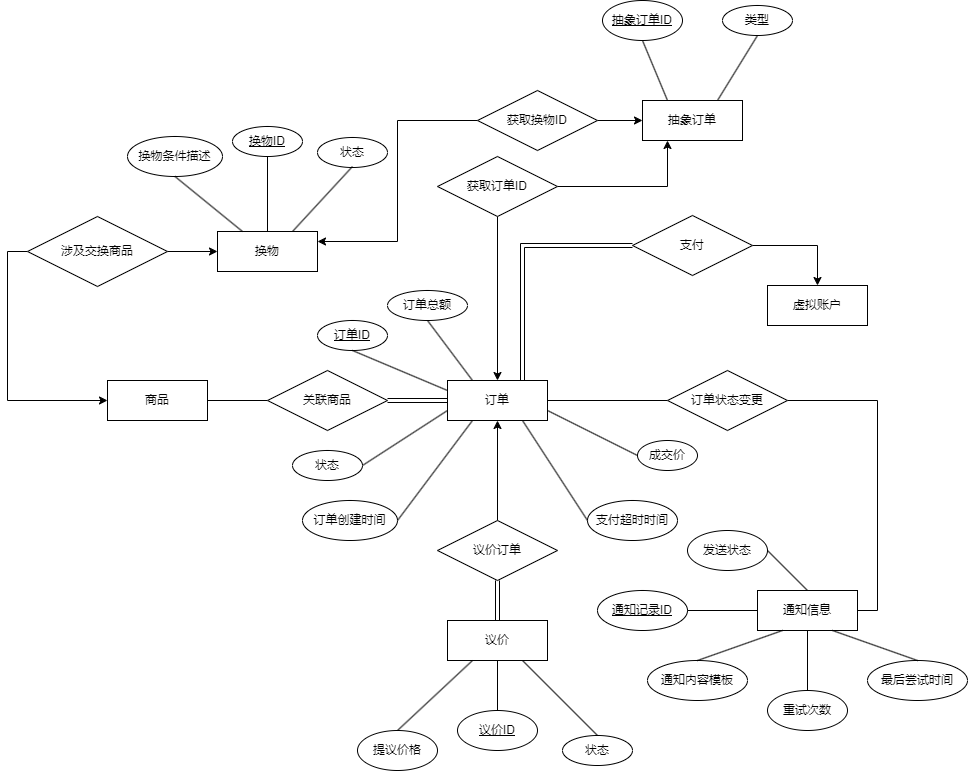 抽象订单ID
类型
获取换物ID
抽象订单
换物条件描述
换物ID
状态
获取订单ID
涉及交换商品
换物
支付
虚拟账户
订单总额
订单ID
商品
关联商品
订单
订单状态变更
状态
成交价
订单创建时间
支付超时时间
议价订单
发送状态
通知记录ID
通知信息
议价
通知内容模板
最后尝试时间
重试次数
提议价格
议价ID
状态